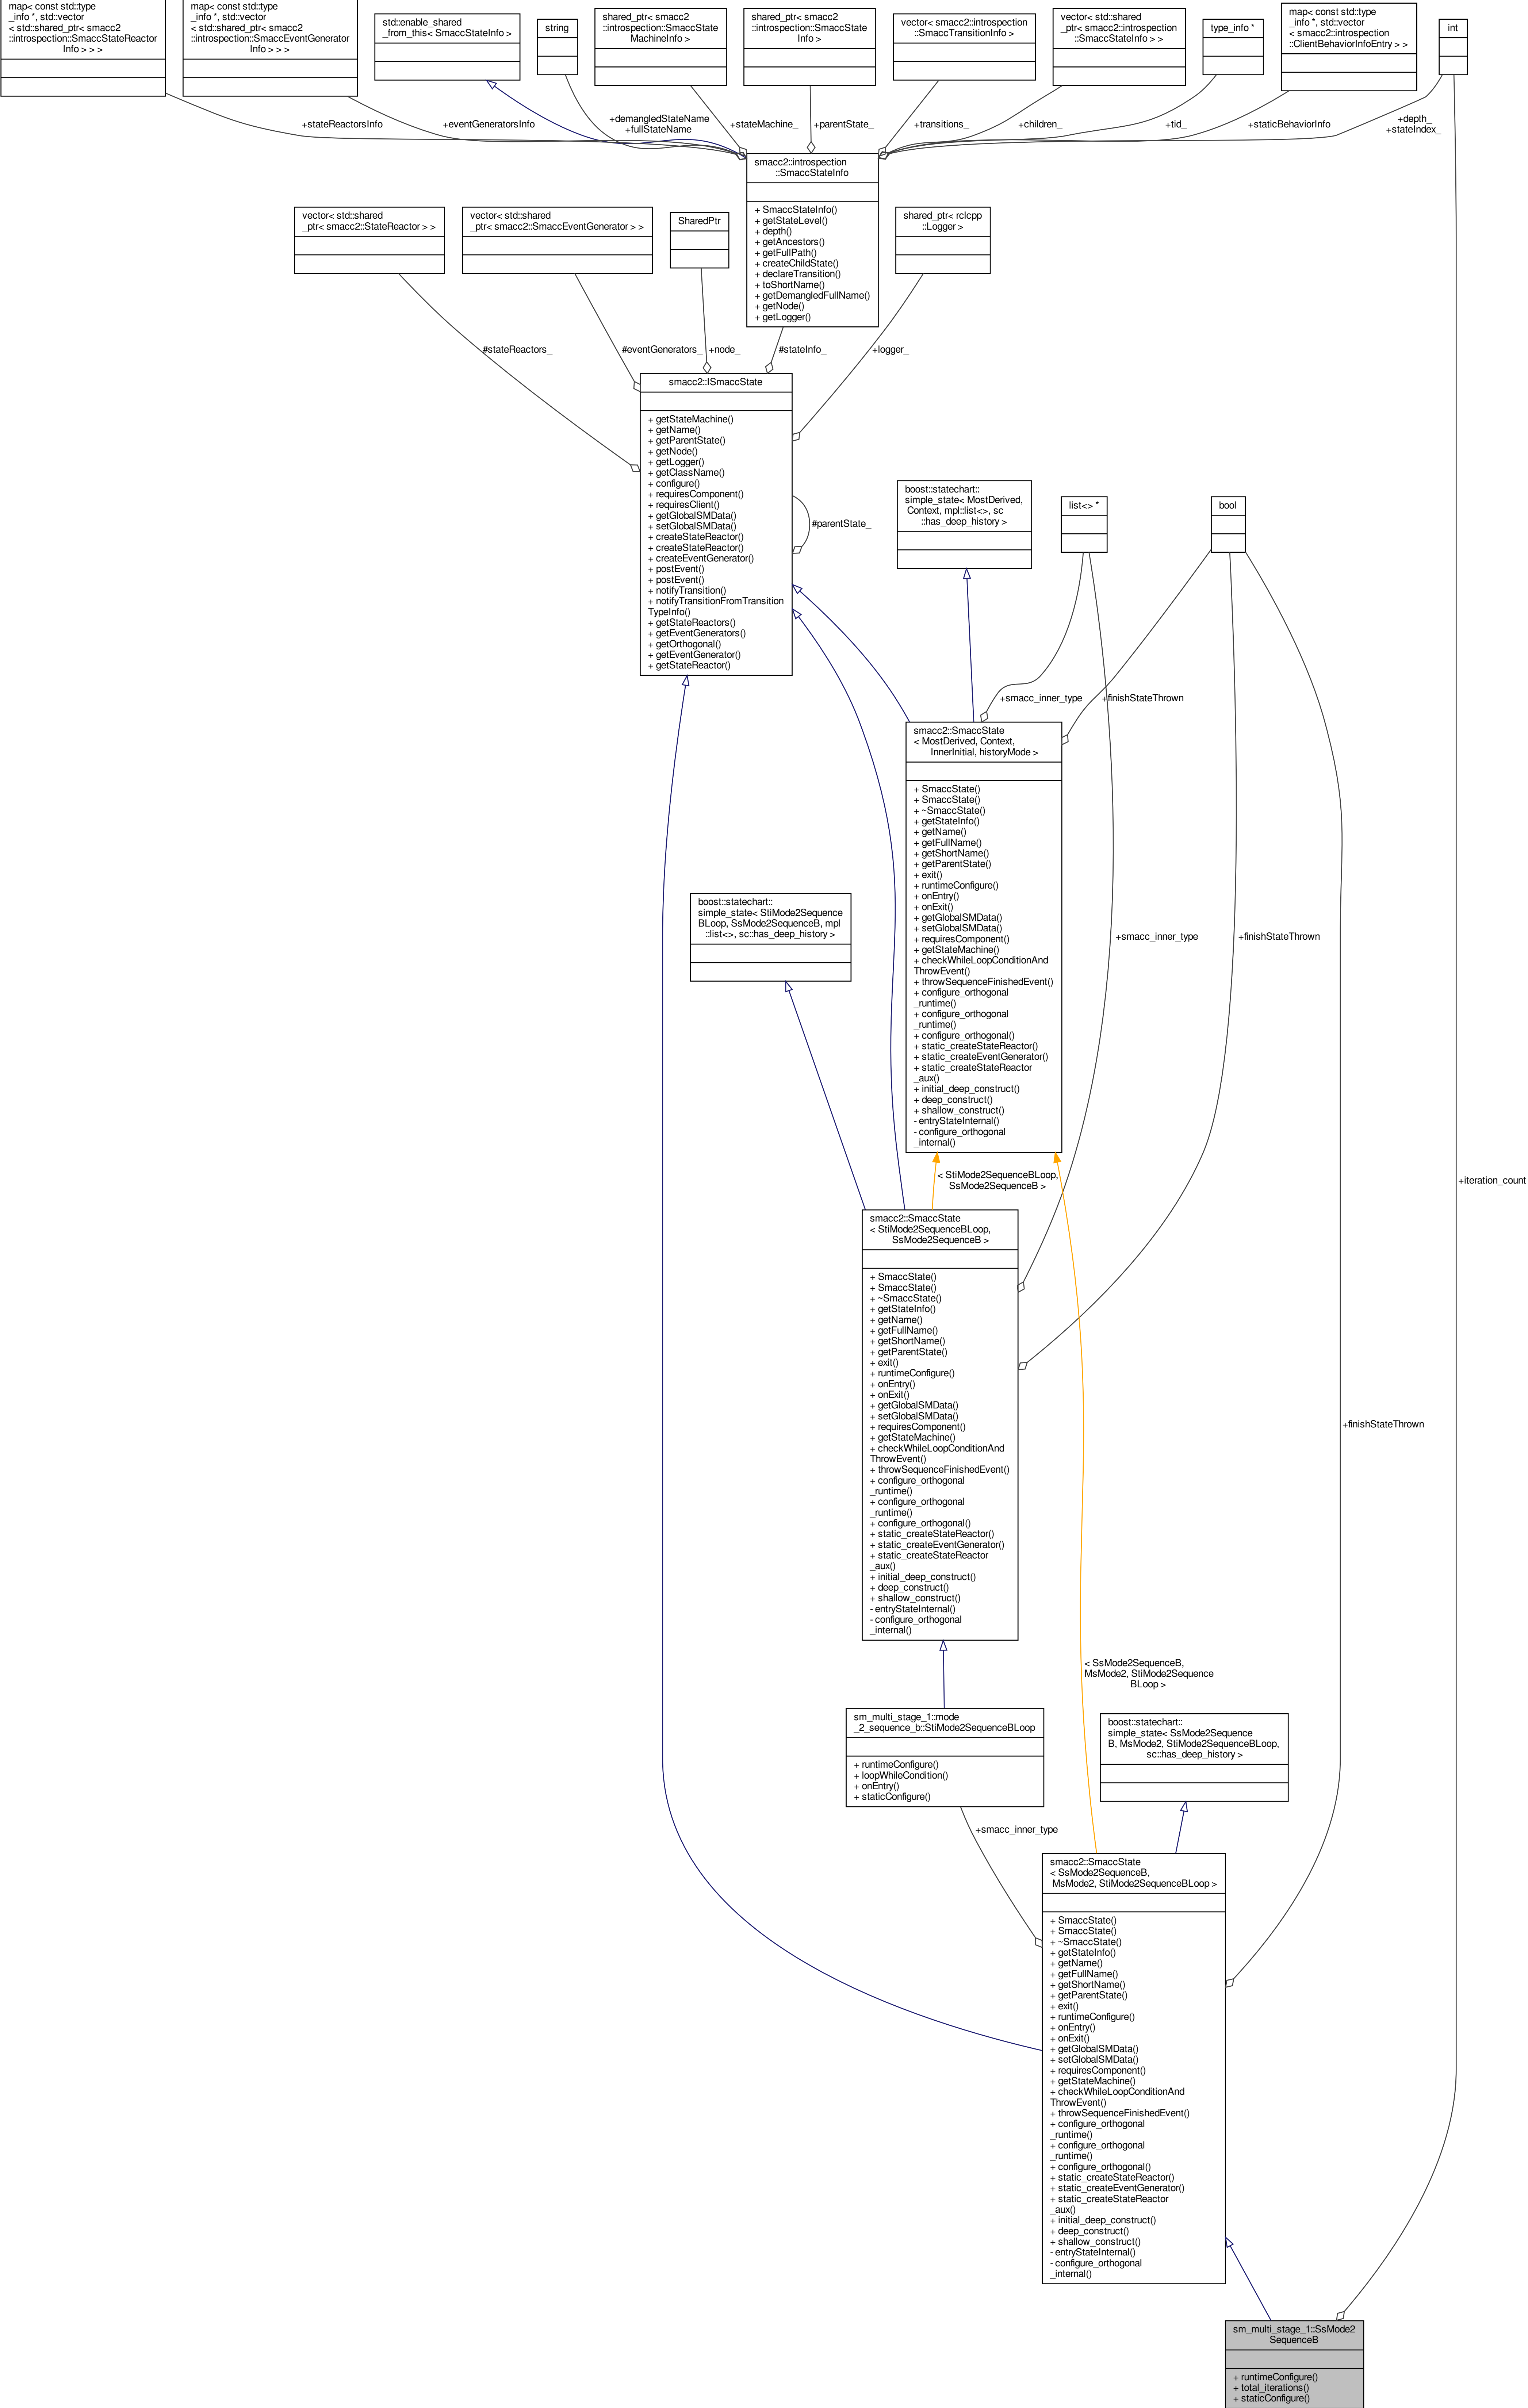 map< const std::type
_info *, std::vector
< std::shared_ptr< smacc2
::introspection::SmaccStateReactor
Info > > >
map< const std::type
_info *, std::vector
< std::shared_ptr< smacc2
::introspection::SmaccEventGenerator
Info > > >
std::enable_shared
_from_this< SmaccStateInfo >
string
shared_ptr< smacc2
::introspection::SmaccState
MachineInfo >
shared_ptr< smacc2
::introspection::SmaccState
Info >
vector< smacc2::introspection
::SmaccTransitionInfo >
vector< std::shared
_ptr< smacc2::introspection
::SmaccStateInfo > >
type_info *
map< const std::type
_info *, std::vector
< smacc2::introspection
::ClientBehaviorInfoEntry > >
int
+stateReactorsInfo
+eventGeneratorsInfo
+demangledStateName
+fullStateName
+stateMachine_
+parentState_
+transitions_
+children_
+tid_
+staticBehaviorInfo
+depth_
+stateIndex_
smacc2::introspection
::SmaccStateInfo
+ SmaccStateInfo()
+ getStateLevel()
+ depth()
+ getAncestors()
+ getFullPath()
+ createChildState()
+ declareTransition()
+ toShortName()
+ getDemangledFullName()
+ getNode()
+ getLogger()
vector< std::shared
_ptr< smacc2::StateReactor > >
vector< std::shared
_ptr< smacc2::SmaccEventGenerator > >
SharedPtr
shared_ptr< rclcpp
::Logger >
#stateReactors_
#eventGenerators_
+node_
#stateInfo_
+logger_
smacc2::ISmaccState
+ getStateMachine()
+ getName()
+ getParentState()
+ getNode()
+ getLogger()
+ getClassName()
+ configure()
+ requiresComponent()
+ requiresClient()
+ getGlobalSMData()
+ setGlobalSMData()
+ createStateReactor()
+ createStateReactor()
+ createEventGenerator()
+ postEvent()
+ postEvent()
+ notifyTransition()
+ notifyTransitionFromTransition
TypeInfo()
+ getStateReactors()
+ getEventGenerators()
+ getOrthogonal()
+ getEventGenerator()
+ getStateReactor()
#parentState_
boost::statechart::
simple_state< MostDerived,
Context, mpl::list<>, sc
::has_deep_history >
list<> *
bool
+smacc_inner_type
+finishStateThrown
smacc2::SmaccState
< MostDerived, Context,
InnerInitial, historyMode >
+ SmaccState()
+ SmaccState()
+ ~SmaccState()
+ getStateInfo()
+ getName()
+ getFullName()
+ getShortName()
+ getParentState()
+ exit()
+ runtimeConfigure()
+ onEntry()
+ onExit()
+ getGlobalSMData()
+ setGlobalSMData()
+ requiresComponent()
+ getStateMachine()
+ checkWhileLoopConditionAnd
ThrowEvent()
+ throwSequenceFinishedEvent()
+ configure_orthogonal
_runtime()
+ configure_orthogonal
_runtime()
+ configure_orthogonal()
+ static_createStateReactor()
+ static_createEventGenerator()
+ static_createStateReactor
_aux()
+ initial_deep_construct()
+ deep_construct()
+ shallow_construct()
- entryStateInternal()
- configure_orthogonal
_internal()
boost::statechart::
simple_state< StiMode2Sequence
BLoop, SsMode2SequenceB, mpl
::list<>, sc::has_deep_history >
+smacc_inner_type
+finishStateThrown
< StiMode2SequenceBLoop,
SsMode2SequenceB >
+iteration_count
smacc2::SmaccState
< StiMode2SequenceBLoop,
SsMode2SequenceB >
+ SmaccState()
+ SmaccState()
+ ~SmaccState()
+ getStateInfo()
+ getName()
+ getFullName()
+ getShortName()
+ getParentState()
+ exit()
+ runtimeConfigure()
+ onEntry()
+ onExit()
+ getGlobalSMData()
+ setGlobalSMData()
+ requiresComponent()
+ getStateMachine()
+ checkWhileLoopConditionAnd
ThrowEvent()
+ throwSequenceFinishedEvent()
+ configure_orthogonal
_runtime()
+ configure_orthogonal
_runtime()
+ configure_orthogonal()
+ static_createStateReactor()
+ static_createEventGenerator()
+ static_createStateReactor
_aux()
+ initial_deep_construct()
+ deep_construct()
+ shallow_construct()
- entryStateInternal()
- configure_orthogonal
_internal()
+finishStateThrown
< SsMode2SequenceB,
MsMode2, StiMode2Sequence
BLoop >
sm_multi_stage_1::mode
_2_sequence_b::StiMode2SequenceBLoop
+ runtimeConfigure()
+ loopWhileCondition()
+ onEntry()
+ staticConfigure()
boost::statechart::
simple_state< SsMode2Sequence
B, MsMode2, StiMode2SequenceBLoop,
sc::has_deep_history >
+smacc_inner_type
smacc2::SmaccState
< SsMode2SequenceB,
MsMode2, StiMode2SequenceBLoop >
+ SmaccState()
+ SmaccState()
+ ~SmaccState()
+ getStateInfo()
+ getName()
+ getFullName()
+ getShortName()
+ getParentState()
+ exit()
+ runtimeConfigure()
+ onEntry()
+ onExit()
+ getGlobalSMData()
+ setGlobalSMData()
+ requiresComponent()
+ getStateMachine()
+ checkWhileLoopConditionAnd
ThrowEvent()
+ throwSequenceFinishedEvent()
+ configure_orthogonal
_runtime()
+ configure_orthogonal
_runtime()
+ configure_orthogonal()
+ static_createStateReactor()
+ static_createEventGenerator()
+ static_createStateReactor
_aux()
+ initial_deep_construct()
+ deep_construct()
+ shallow_construct()
- entryStateInternal()
- configure_orthogonal
_internal()
sm_multi_stage_1::SsMode2
SequenceB
+ runtimeConfigure()
+ total_iterations()
+ staticConfigure()